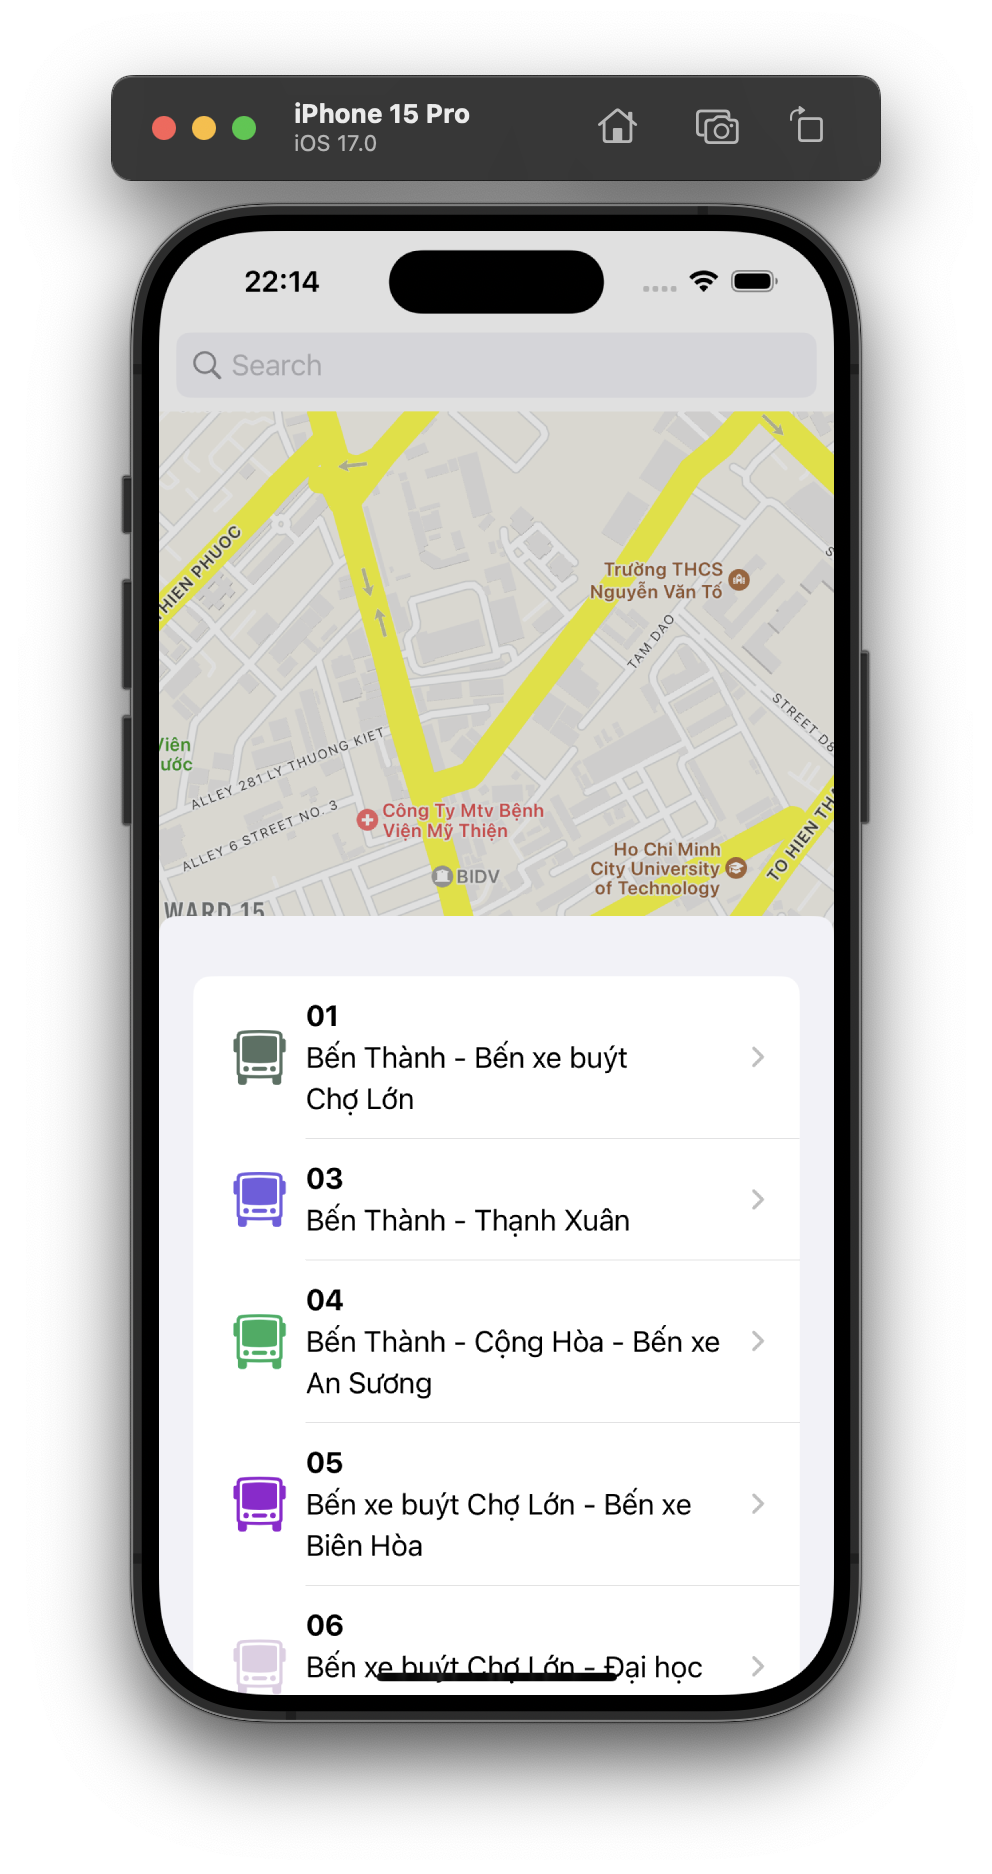 iPhone 15 Pro
iOS 17.0
22:14
Search
THIEN PHUOC
Trường THCS
Nguyễn Văn Tố
TAM DAO
STREET D8
Viên
ước
ALLEY 281 LY THUONG KIET
ALLEY 6 STREET NO. 3
Công Ty Mtv Bệnh
Viện Mỹ Thiện
BIDV
Ho Chi Minh
City University
of Technology
TO HIEN THA
WARD 15
01
Bến Thành - Bến xe buýt
Chợ Lớn
03
Bến Thành - Thạnh Xuân
04
Bến Thành - Cộng Hòa - Bến xe
An Sương
05
Bến xe buýt Chợ Lớn - Bến xe
Biên Hòa
06
Bến xe buýt Chợ Lớn - Đại học